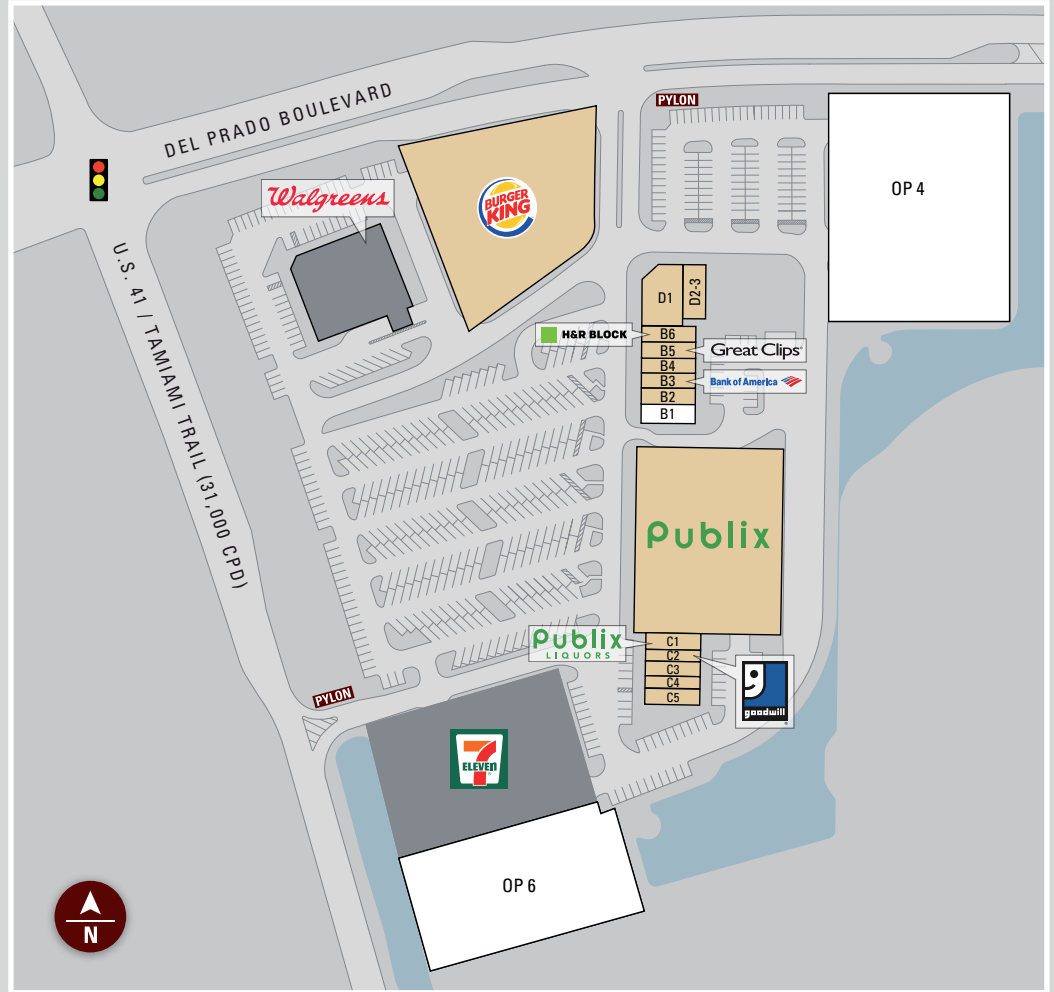 DEL PRADO BOULEVARD
PYLON
OP 4
Walgreens
BURGER
KING
U.S. 41 / TAMIAMI TRAIL (31,000 CPD)
D1
D2-3
H&R BLOCK
B6
B5
Great Clips®
B4
B3
Bank of America
B2
B1
Publix
Publix
LIQUORS
C1
C2
C3
C4
C5
goodwill®
PYLON
7
ELEVEN®
OP 6
N